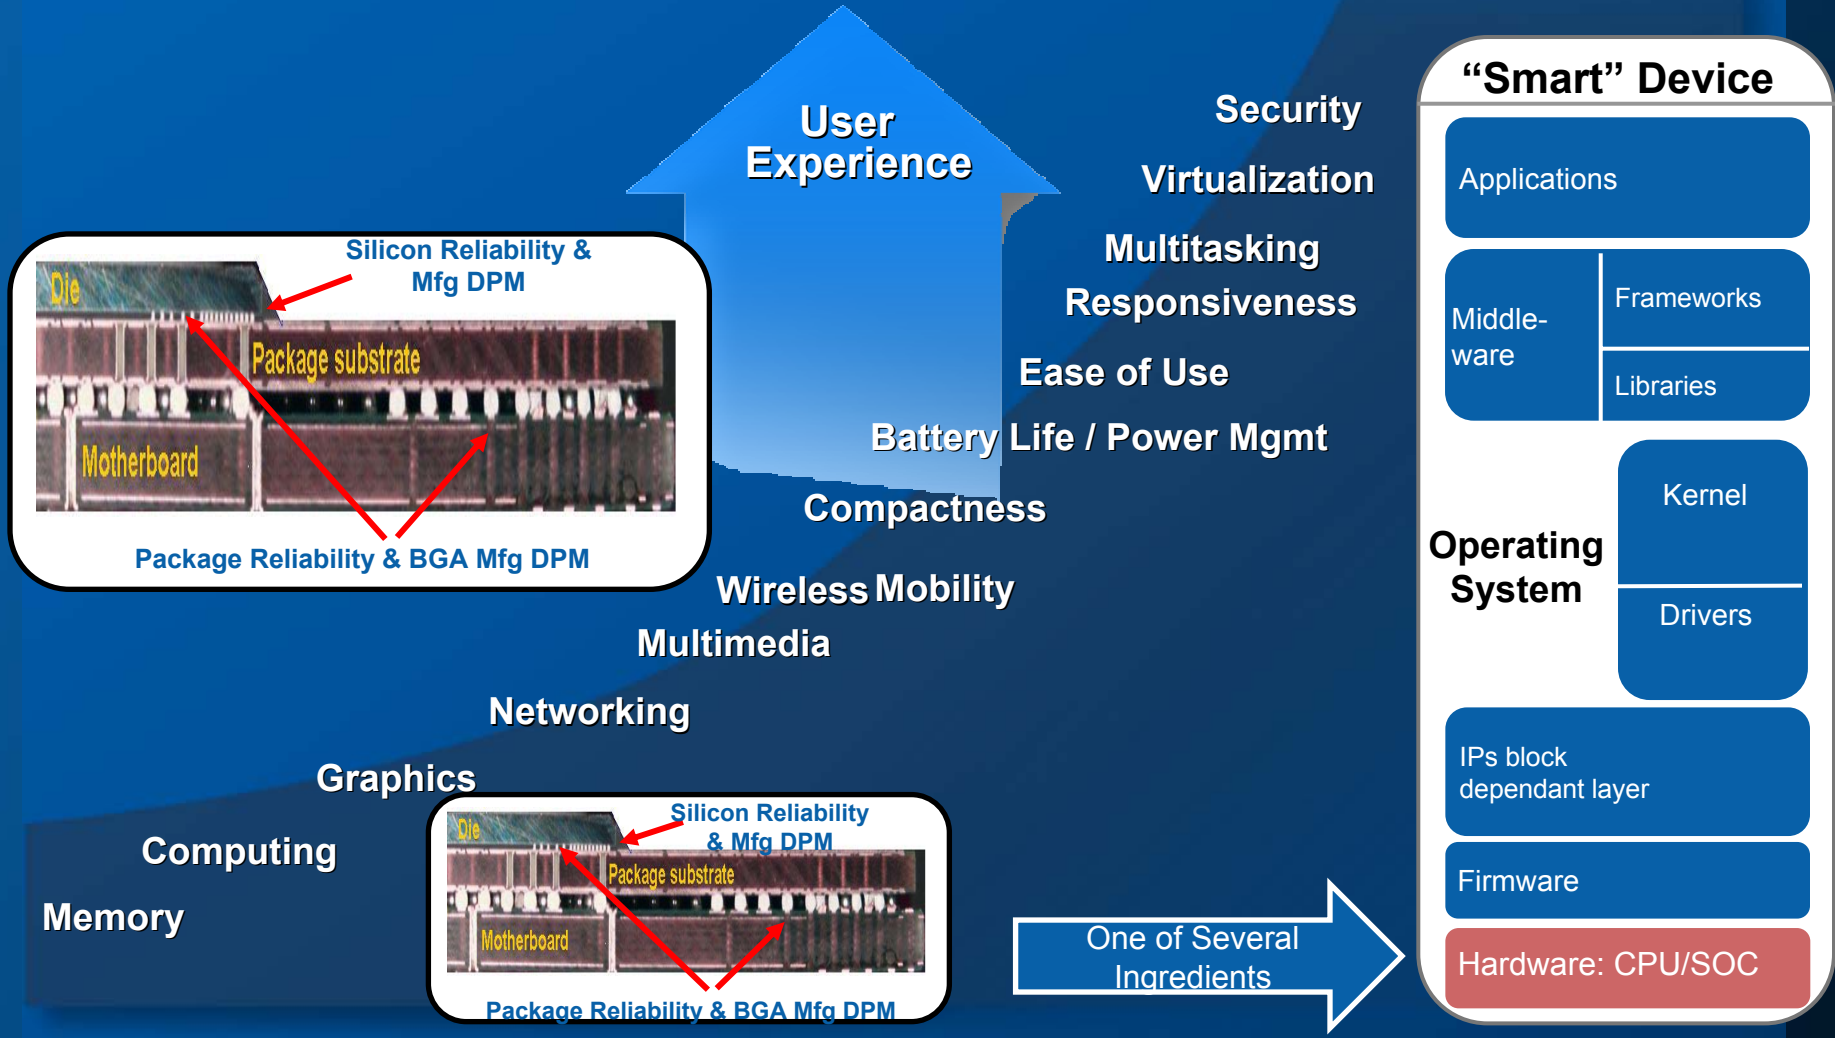 User
Experience
Security
Virtualization
Multitasking
Responsiveness
Ease of Use
Battery Life / Power Mgmt
Compactness
Wireless Mobility
Multimedia
Networking
Graphics
Computing
Memory
Silicon Reliability &
Mfg DPM
Die
Package substrate
Motherboard
Package Reliability & BGA Mfg DPM
Silicon Reliability
& Mfg DPM
Die
Package substrate
Motherboard
Package Reliability & BGA Mfg DPM
One of Several
Ingredients
“Smart” Device
Applications
Middle-
ware
Frameworks
Libraries
Operating
System
Kernel
Drivers
IPs block
dependant layer
Firmware
Hardware: CPU/SOC